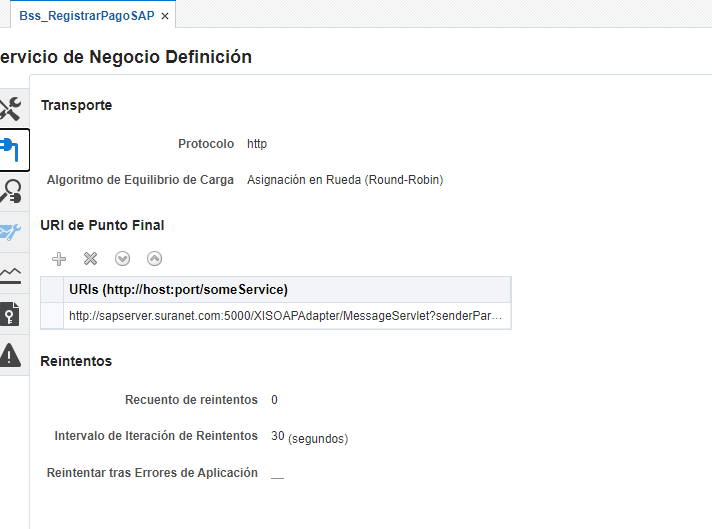 Bss_RegistrarPagoSAP ×
ervicio de Negocio Definición
Transporte
Protocolo http
Algoritmo de Equilibrio de Carga Asignación en Rueda (Round-Robin)
URI de Punto Final
URIs (http://host:port/someService)
http://sapserver.suranet.com:5000/XISOAPAdapter/MessageServlet?senderPar...
Reintentos
Recuento de reintentos 0
Intervalo de Iteración de Reintentos 30 (segundos)
Reintentar tras Errores de Aplicación __